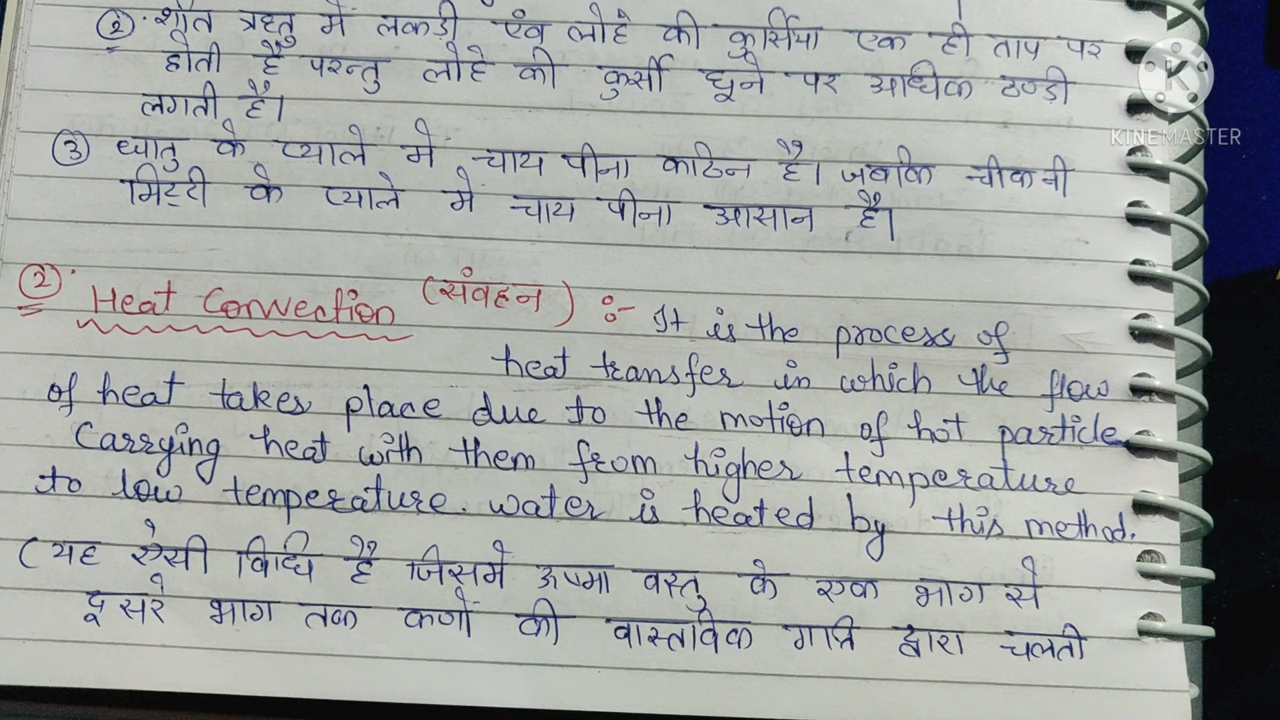 ② शीत ऋतु में लकड़ी एंव लोहे की कुर्सिया एक ही ताप पर
होती है परन्तु लोहे की कुर्सी छूने पर अधिक ठण्डी
लगती है।
③ धातु के प्याले में चाय पीना कठिन है। जबकि चीकनी
मिट्टी के प्याले में चाय पीना आसान है।
② Heat Convection (संवहन) :- It is the process of
heat transfer in which the flow
of heat takes place due to the motion of hot particle
Carrying heat with them from higher temperature
to low temperature. water is heated by this method.
(यह ऐसी विधि है जिसमें ऊष्मा वस्तु के एक भाग से
दूसरे भाग तक कणों की वास्तविक गति द्वारा चलती
KINEMASTER